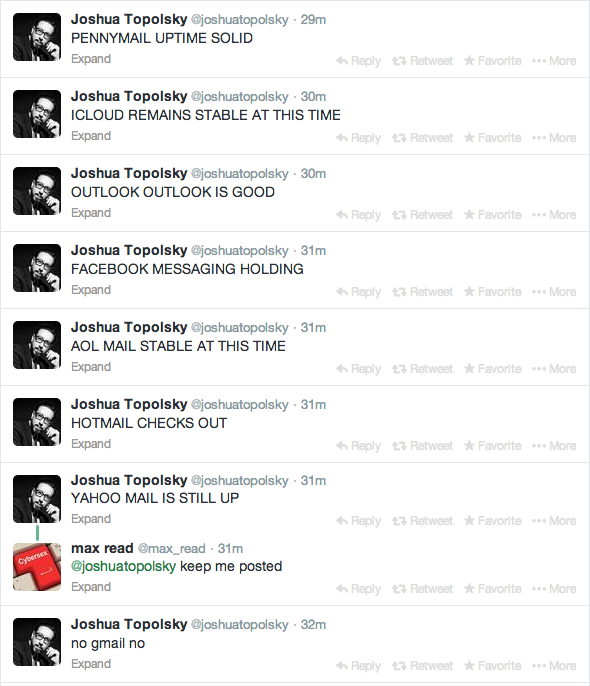 Joshua Topolsky @joshuatopolsky · 29m
PENNYMAIL UPTIME SOLID
Expand Reply Retweet Favorite More
Joshua Topolsky @joshuatopolsky · 30m
ICLOUD REMAINS STABLE AT THIS TIME
Expand Reply Retweet Favorite More
Joshua Topolsky @joshuatopolsky · 30m
OUTLOOK OUTLOOK IS GOOD
Expand Reply Retweet Favorite More
Joshua Topolsky @joshuatopolsky · 31m
FACEBOOK MESSAGING HOLDING
Expand Reply Retweet Favorite More
Joshua Topolsky @joshuatopolsky · 31m
AOL MAIL STABLE AT THIS TIME
Expand Reply Retweet Favorite More
Joshua Topolsky @joshuatopolsky · 31m
HOTMAIL CHECKS OUT
Expand Reply Retweet Favorite More
Joshua Topolsky @joshuatopolsky · 31m
YAHOO MAIL IS STILL UP
Expand Reply Retweet Favorite More
max read @max_read · 31m
Cybersex
@joshuatopolsky keep me posted
Expand Reply Retweet Favorite More
Joshua Topolsky @joshuatopolsky · 32m
no gmail no
Expand Reply Retweet Favorite More